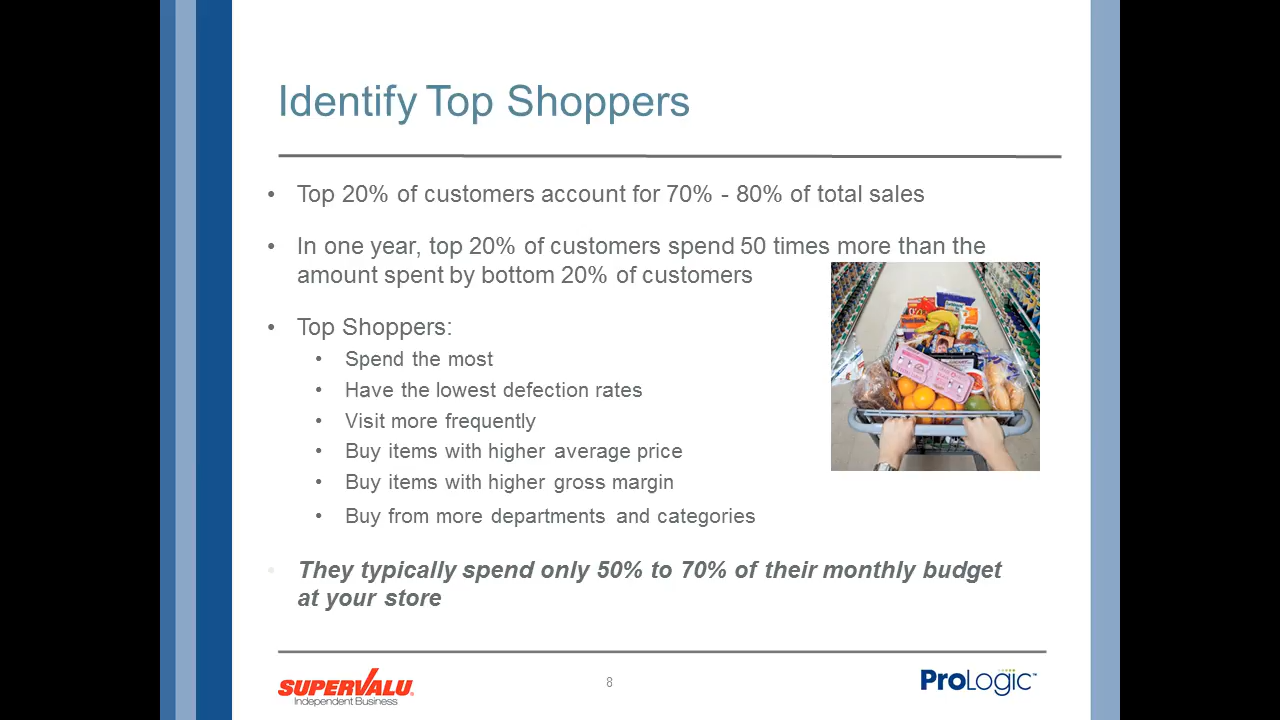 Identify Top Shoppers
• Top 20% of customers account for 70% - 80% of total sales
• In one year, top 20% of customers spend 50 times more than the
amount spent by bottom 20% of customers
• Top Shoppers:
• Spend the most
• Have the lowest defection rates
• Visit more frequently
• Buy items with higher average price
• Buy items with higher gross margin
• Buy from more departments and categories
• They typically spend only 50% to 70% of their monthly budget
at your store
SUPERVALU®
Independent Business
8
ProLogic™